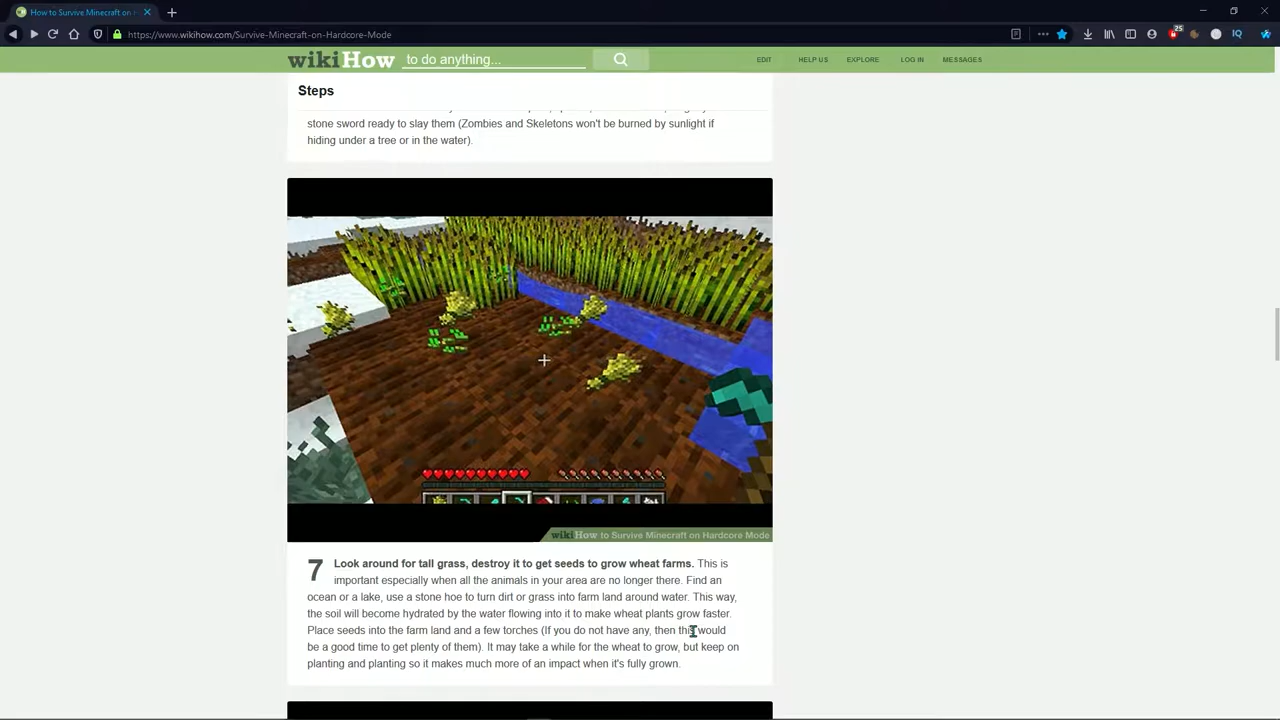 How to Survive Minecraft on
https://www.wikihow.com/Survive-Minecraft-on-Hardcore-Mode
25
IQ
wikiHow to do anything...
EDIT HELP US EXPLORE LOG IN MESSAGES
Steps
stone sword ready to slay them (Zombies and Skeletons won't be burned by sunlight if
hiding under a tree or in the water).
wikiHow to Survive Minecraft on Hardcore Mode
7 Look around for tall grass, destroy it to get seeds to grow wheat farms. This is
important especially when all the animals in your area are no longer there. Find an
ocean or a lake, use a stone hoe to turn dirt or grass into farm land around water. This way,
the soil will become hydrated by the water flowing into it to make wheat plants grow faster.
Place seeds into the farm land and a few torches (If you do not have any, then this would
be a good time to get plenty of them). It may take a while for the wheat to grow, but keep on
planting and planting so it makes much more of an impact when it's fully grown.